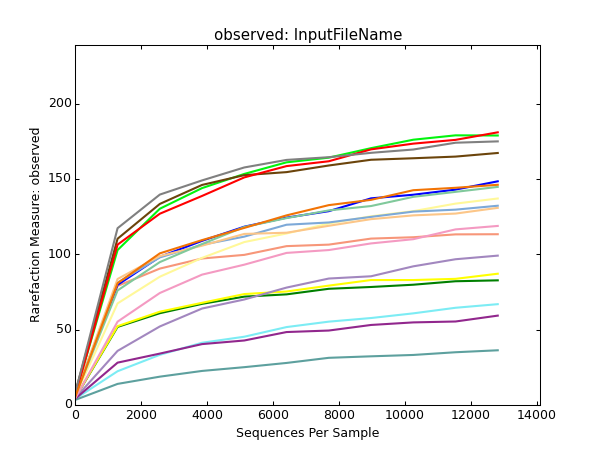 observed: InputFileName
Rarefaction Measure: observed
200
150
100
50
0
0 2000 4000 6000 8000 10000 12000 14000
Sequences Per Sample